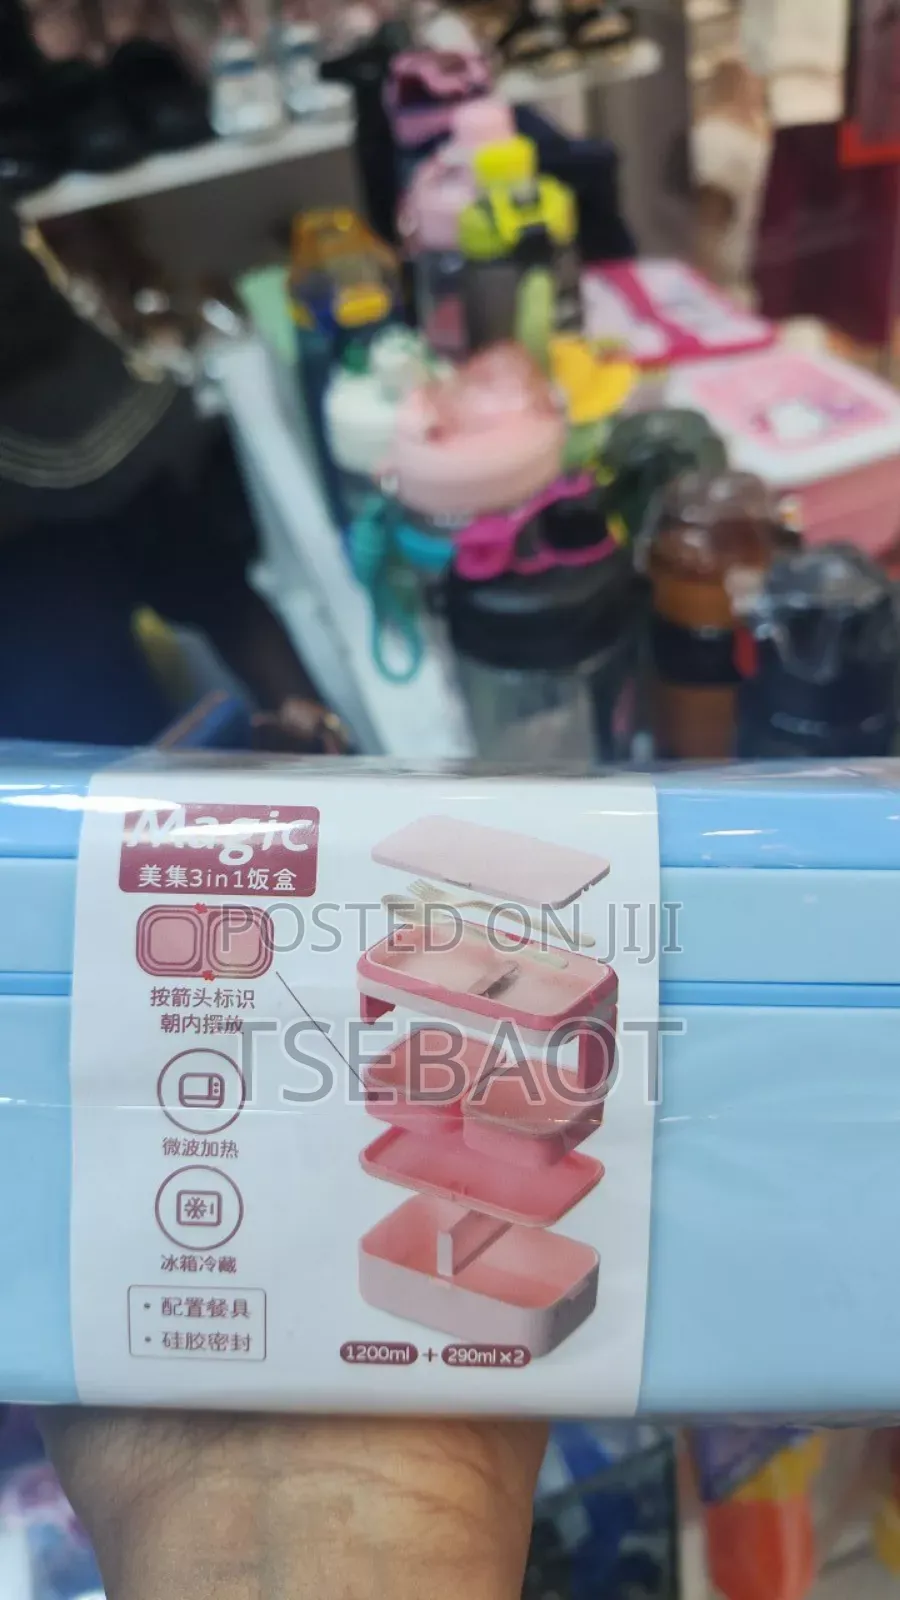 Magic
美集3in1饭盒
POSTED ON JIJI
按箭头标识
朝内摆放
TSEBAOT
微波加热
冰箱冷藏
• 配置餐具
• 硅胶密封
1200ml + 290ml×2